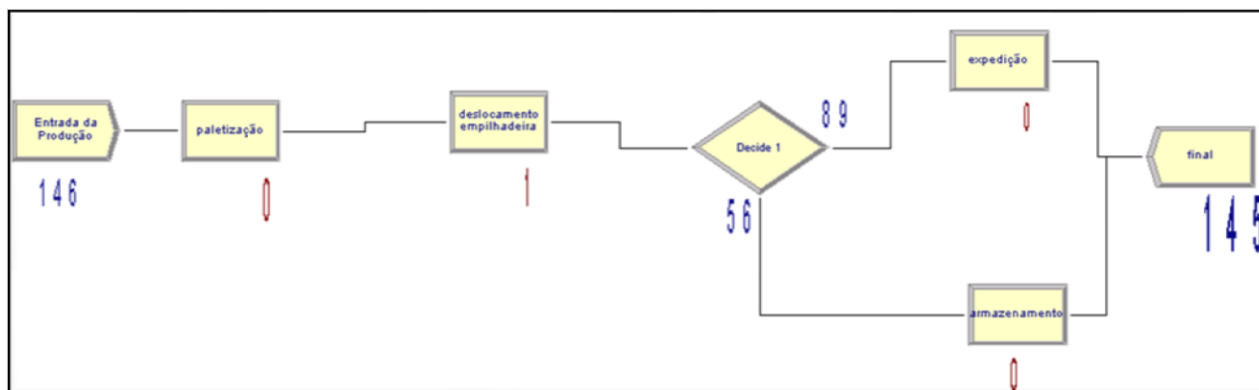 Entrada da
Produção
146
paletização
0
deslocamento
empilhadeira
1
Decide 1
89
56
expedição
0
armazenamento
0
final
145